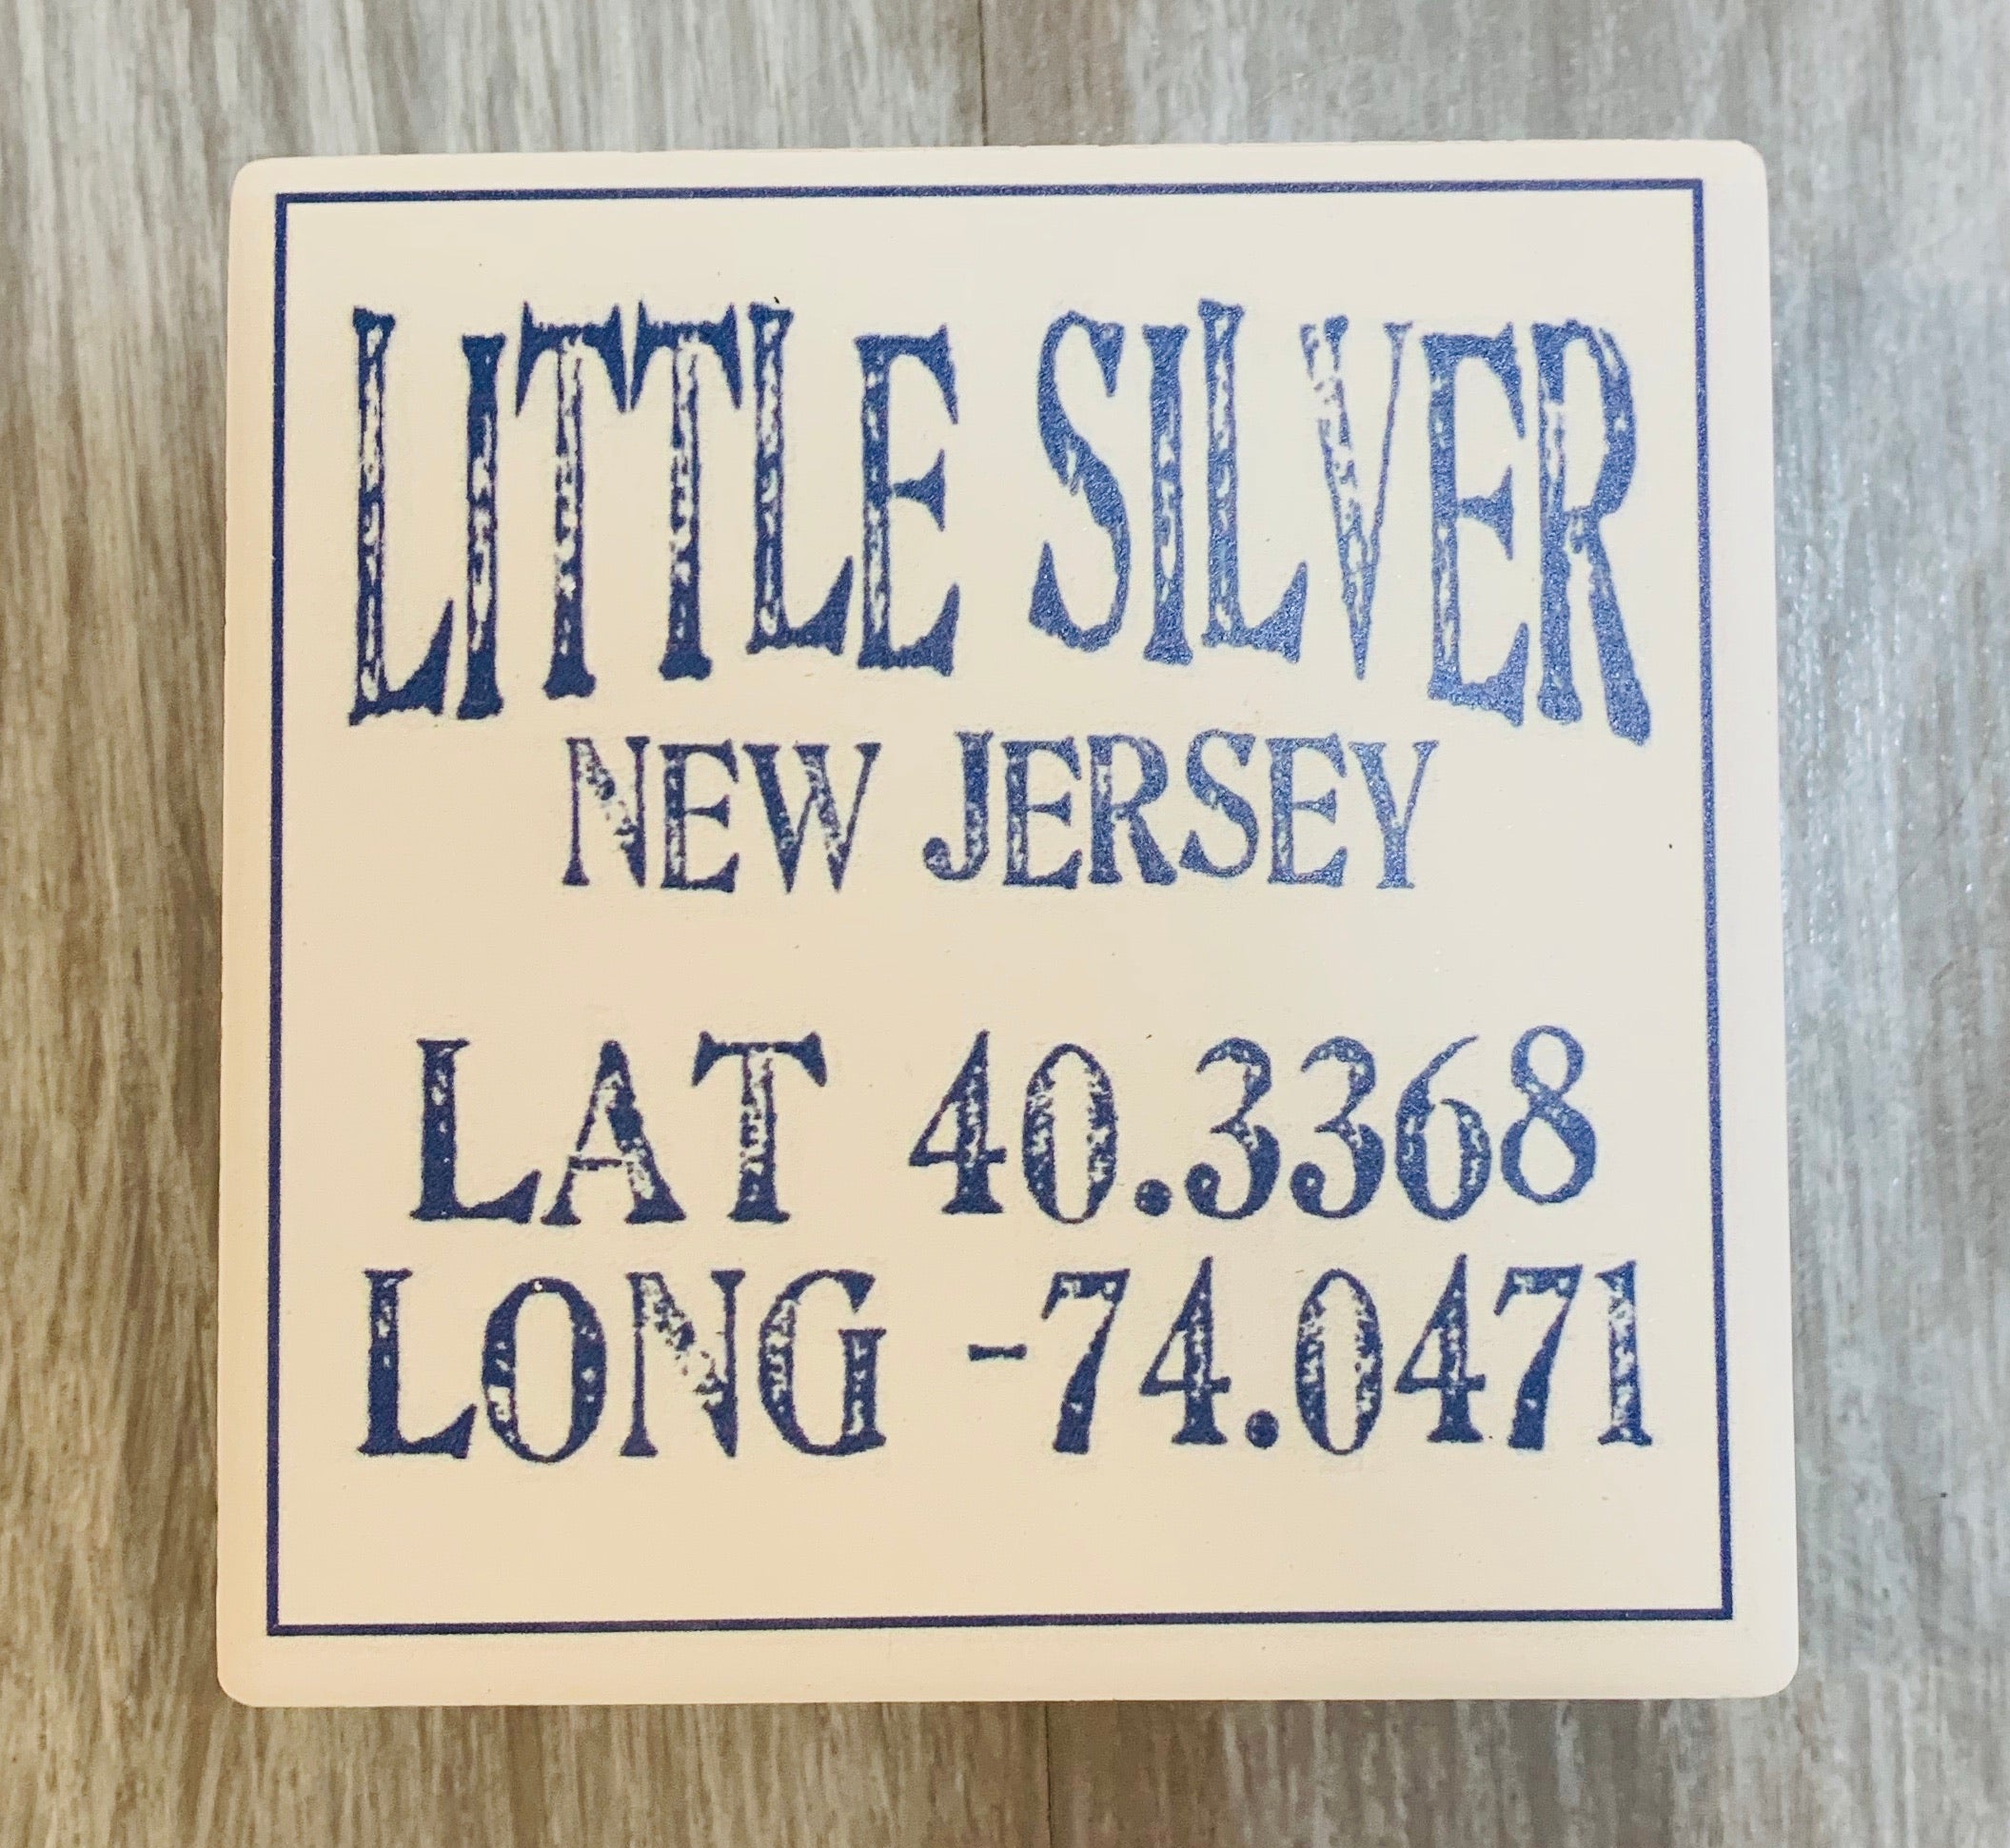 LITTLE SILVER
NEW JERSEY
LAT 40.3368
LONG -74.0471